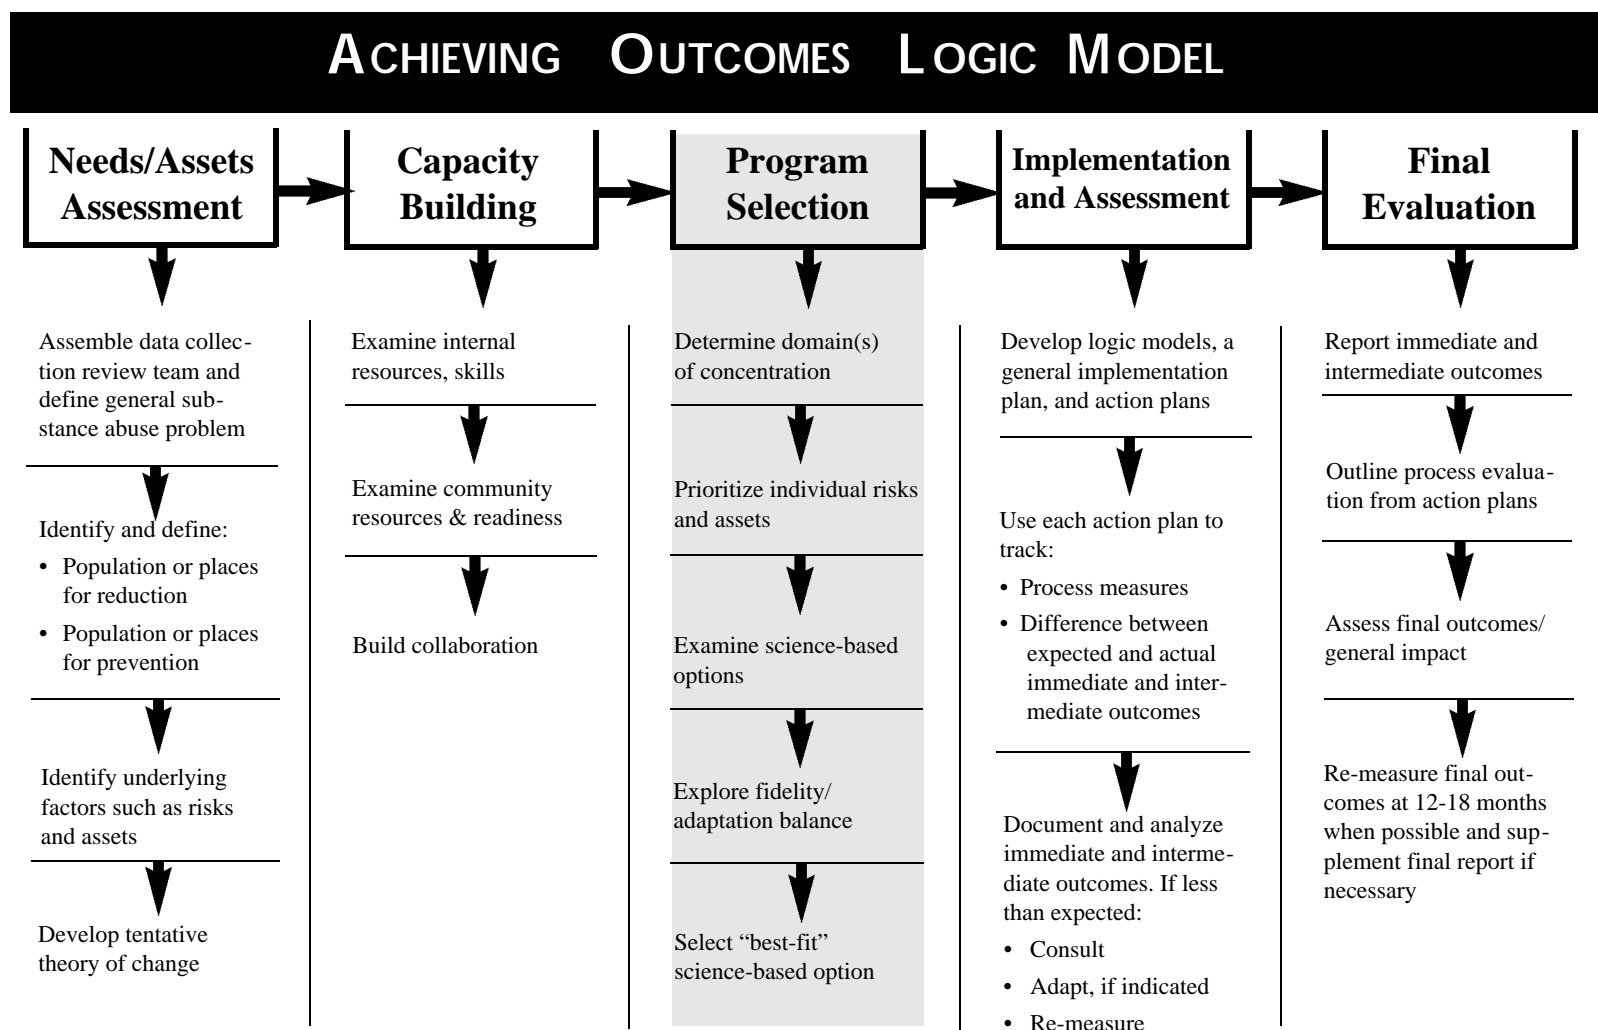 ACHIEVING OUTCOMES LOGIC MODEL
Needs/Assets
Assessment
Assemble data collec-
tion review team and
define general sub-
stance abuse problem
Identify and define:
• Population or places
for reduction
• Population or places
for prevention
Identify underlying
factors such as risks
and assets
Develop tentative
theory of change
Capacity
Building
Examine internal
resources, skills
Examine community
resources & readiness
Build collaboration
Program
Selection
Determine domain(s)
of concentration
Prioritize individual risks
and assets
Examine science-based
options
Explore fidelity/
adaptation balance
Select “best-fit”
science-based option
Implementation
and Assessment
Develop logic models, a
general implementation
plan, and action plans
Use each action plan to
track:
• Process measures
• Difference between
expected and actual
immediate and inter-
mediate outcomes
Document and analyze
immediate and interme-
diate outcomes. If less
than expected:
• Consult
• Adapt, if indicated
• Re-measure
Final
Evaluation
Report immediate and
intermediate outcomes
Outline process evalua-
tion from action plans
Assess final outcomes/
general impact
Re-measure final out-
comes at 12-18 months
when possible and sup-
plement final report if
necessary